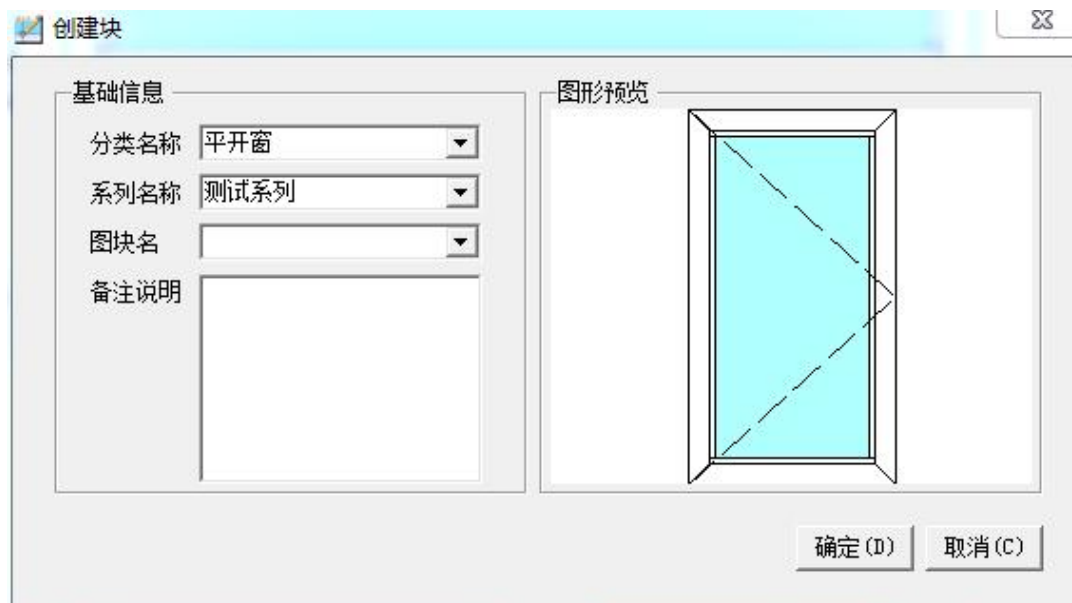 创建块
基础信息
分类名称 平开窗
系列名称 测试系列
图块名
备注说明
图形预览
确定(D) 取消(C)